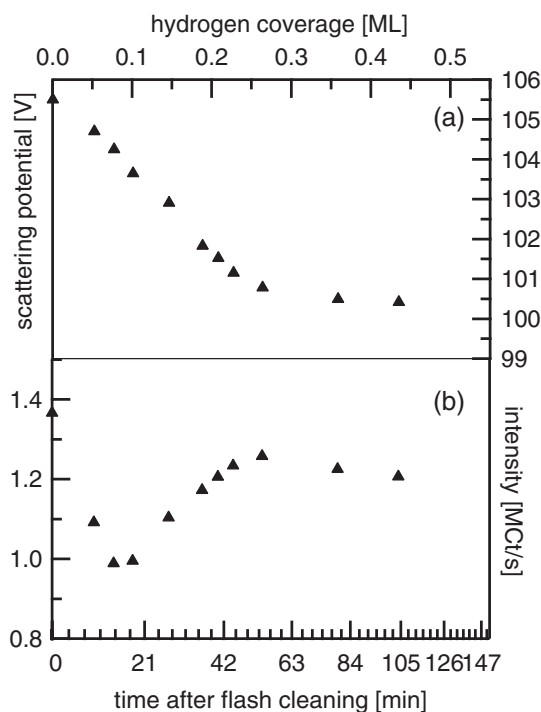 hydrogen coverage [ML]
0.0 0.1 0.2 0.3 0.4 0.5
scattering potential [V]
(a)
106
105
104
103
102
101
100
99
(b)
1.4
1.2
1.0
0.8
intensity [MCt/s]
0 21 42 63 84 105 126 147
time after flash cleaning [min]